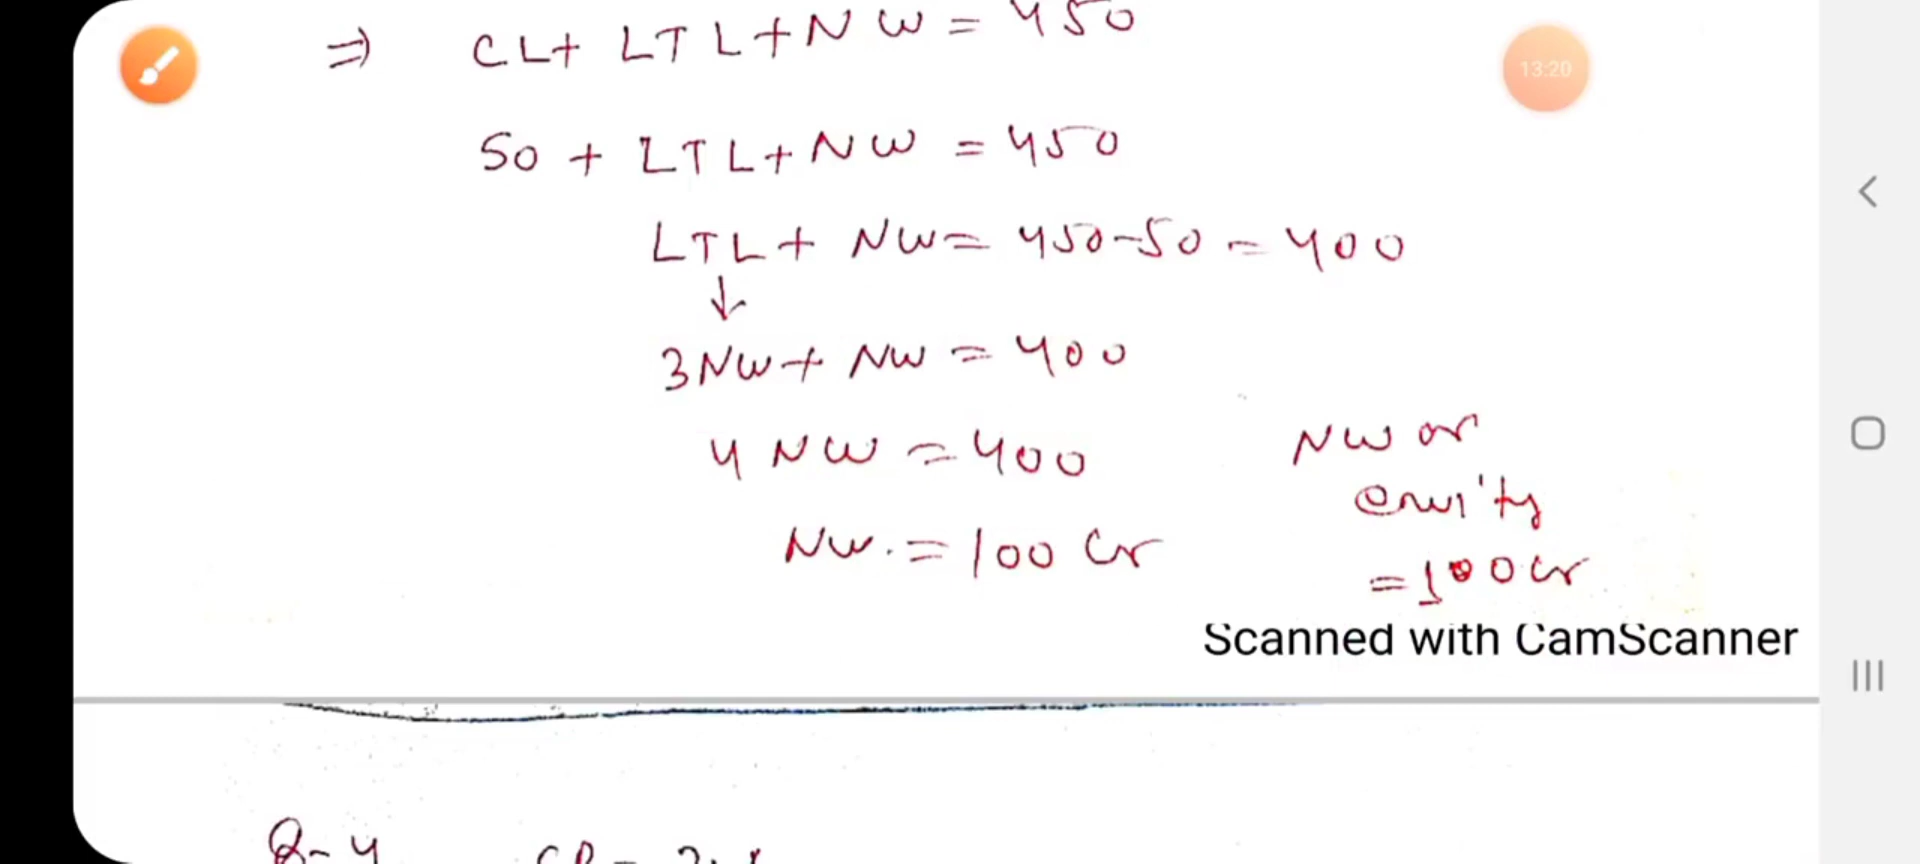 ⇒ CL + LTL + NW = 450
13:20
50 + LTL + NW = 450
LTL + NW = 450-50 = 400
↓
3NW + NW = 400
4 NW = 400
NW. = 100 Cr
NW or
equity
= 100 cr
Scanned with CamScanner
Q-4